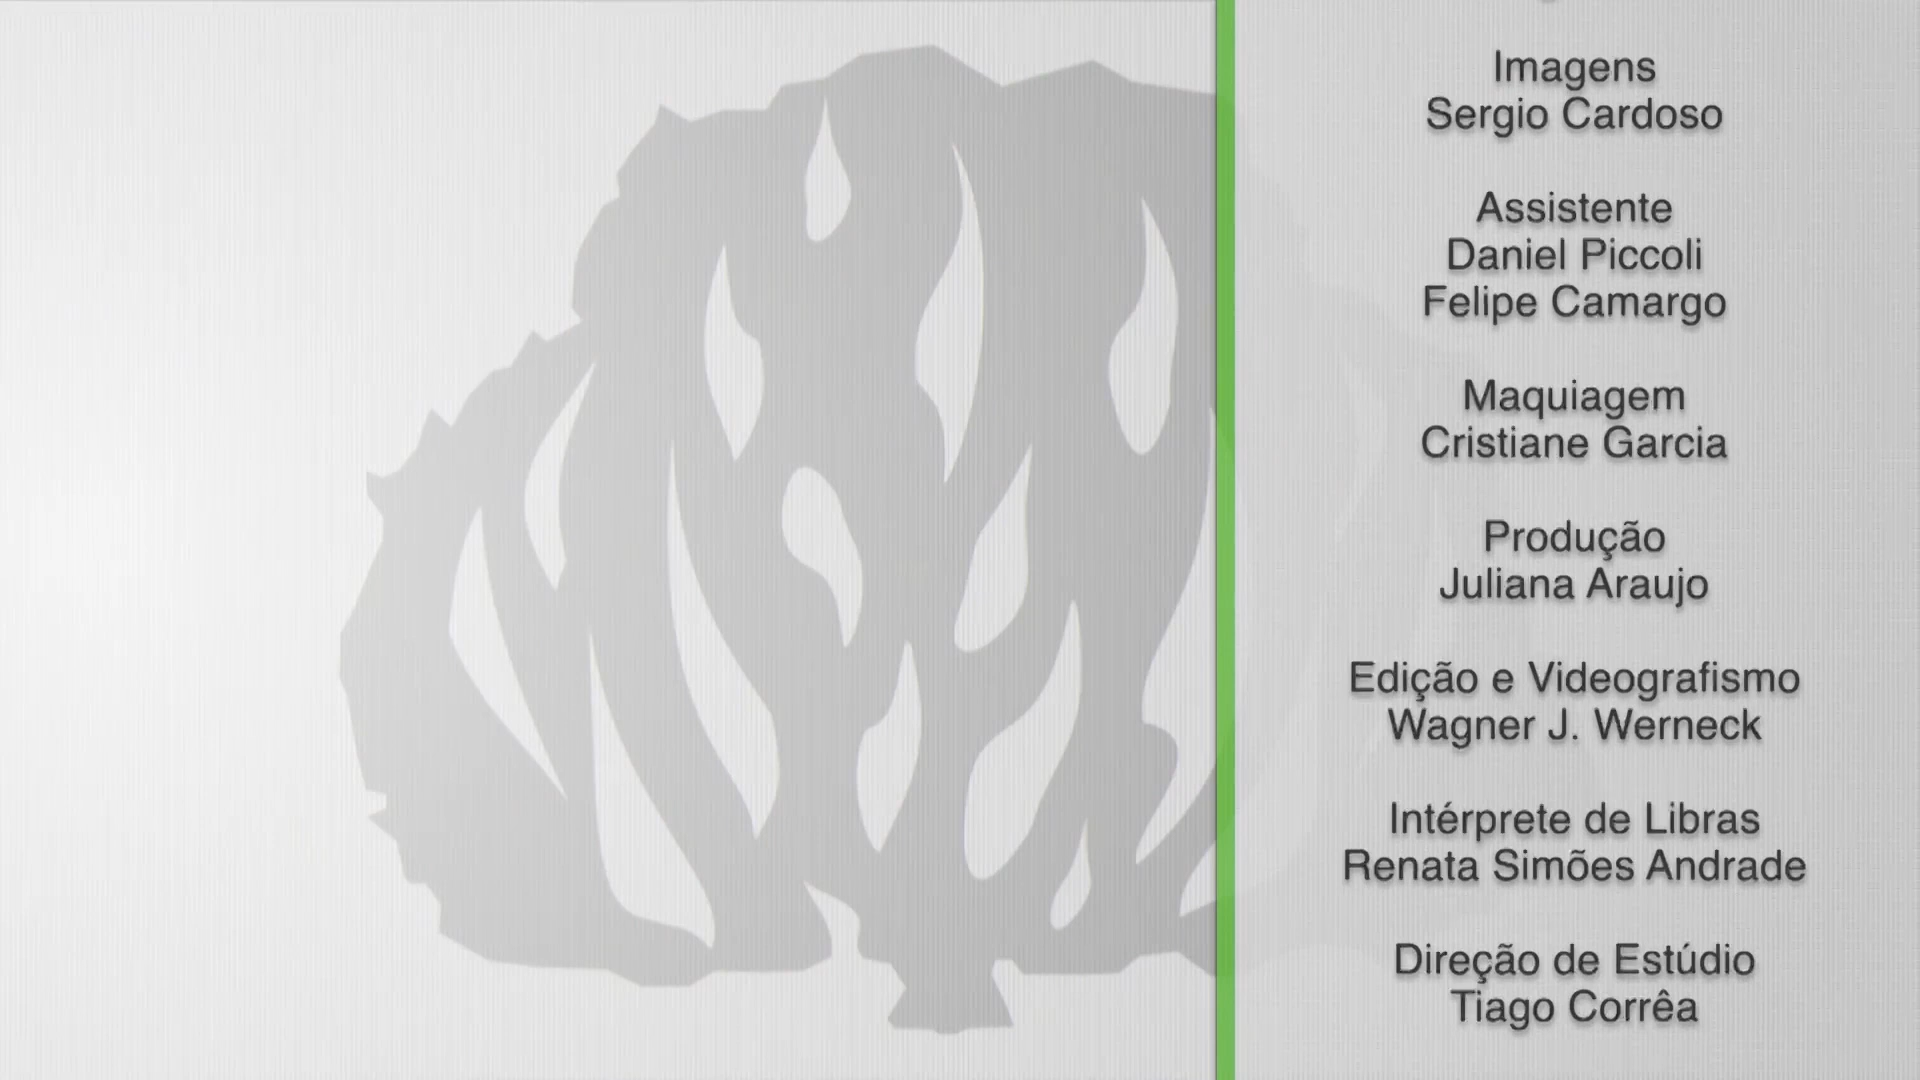 Imagens
Sergio Cardoso
Assistente
Daniel Piccoli
Felipe Camargo
Maquiagem
Cristiane Garcia
Produção
Juliana Araujo
Edição e Videografismo
Wagner J. Werneck
Intérprete de Libras
Renata Simões Andrade
Direção de Estúdio
Tiago Corrêa